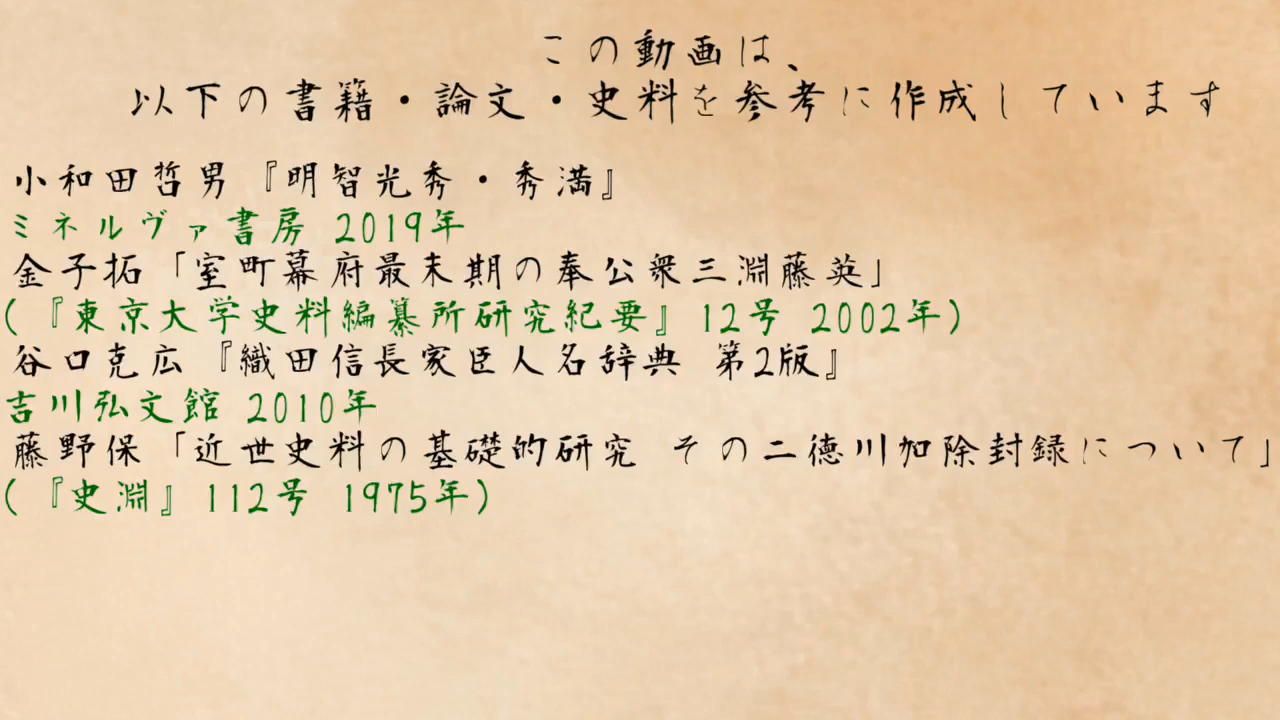 この動画は、
以下の書籍・論文・史料を参考に作成しています
小和田哲男『明智光秀・秀満』
ミネルヴァ書房 2019年
金子拓「室町幕府最末期の奉公衆三淵藤英」
(『東京大学史料編纂所研究紀要』12号 2002年)
谷口克広『織田信長家臣人名辞典 第2版』
吉川弘文館 2010年
藤野保「近世史料の基礎的研究 その二徳川加除封録について」
(『史淵』112号 1975年)